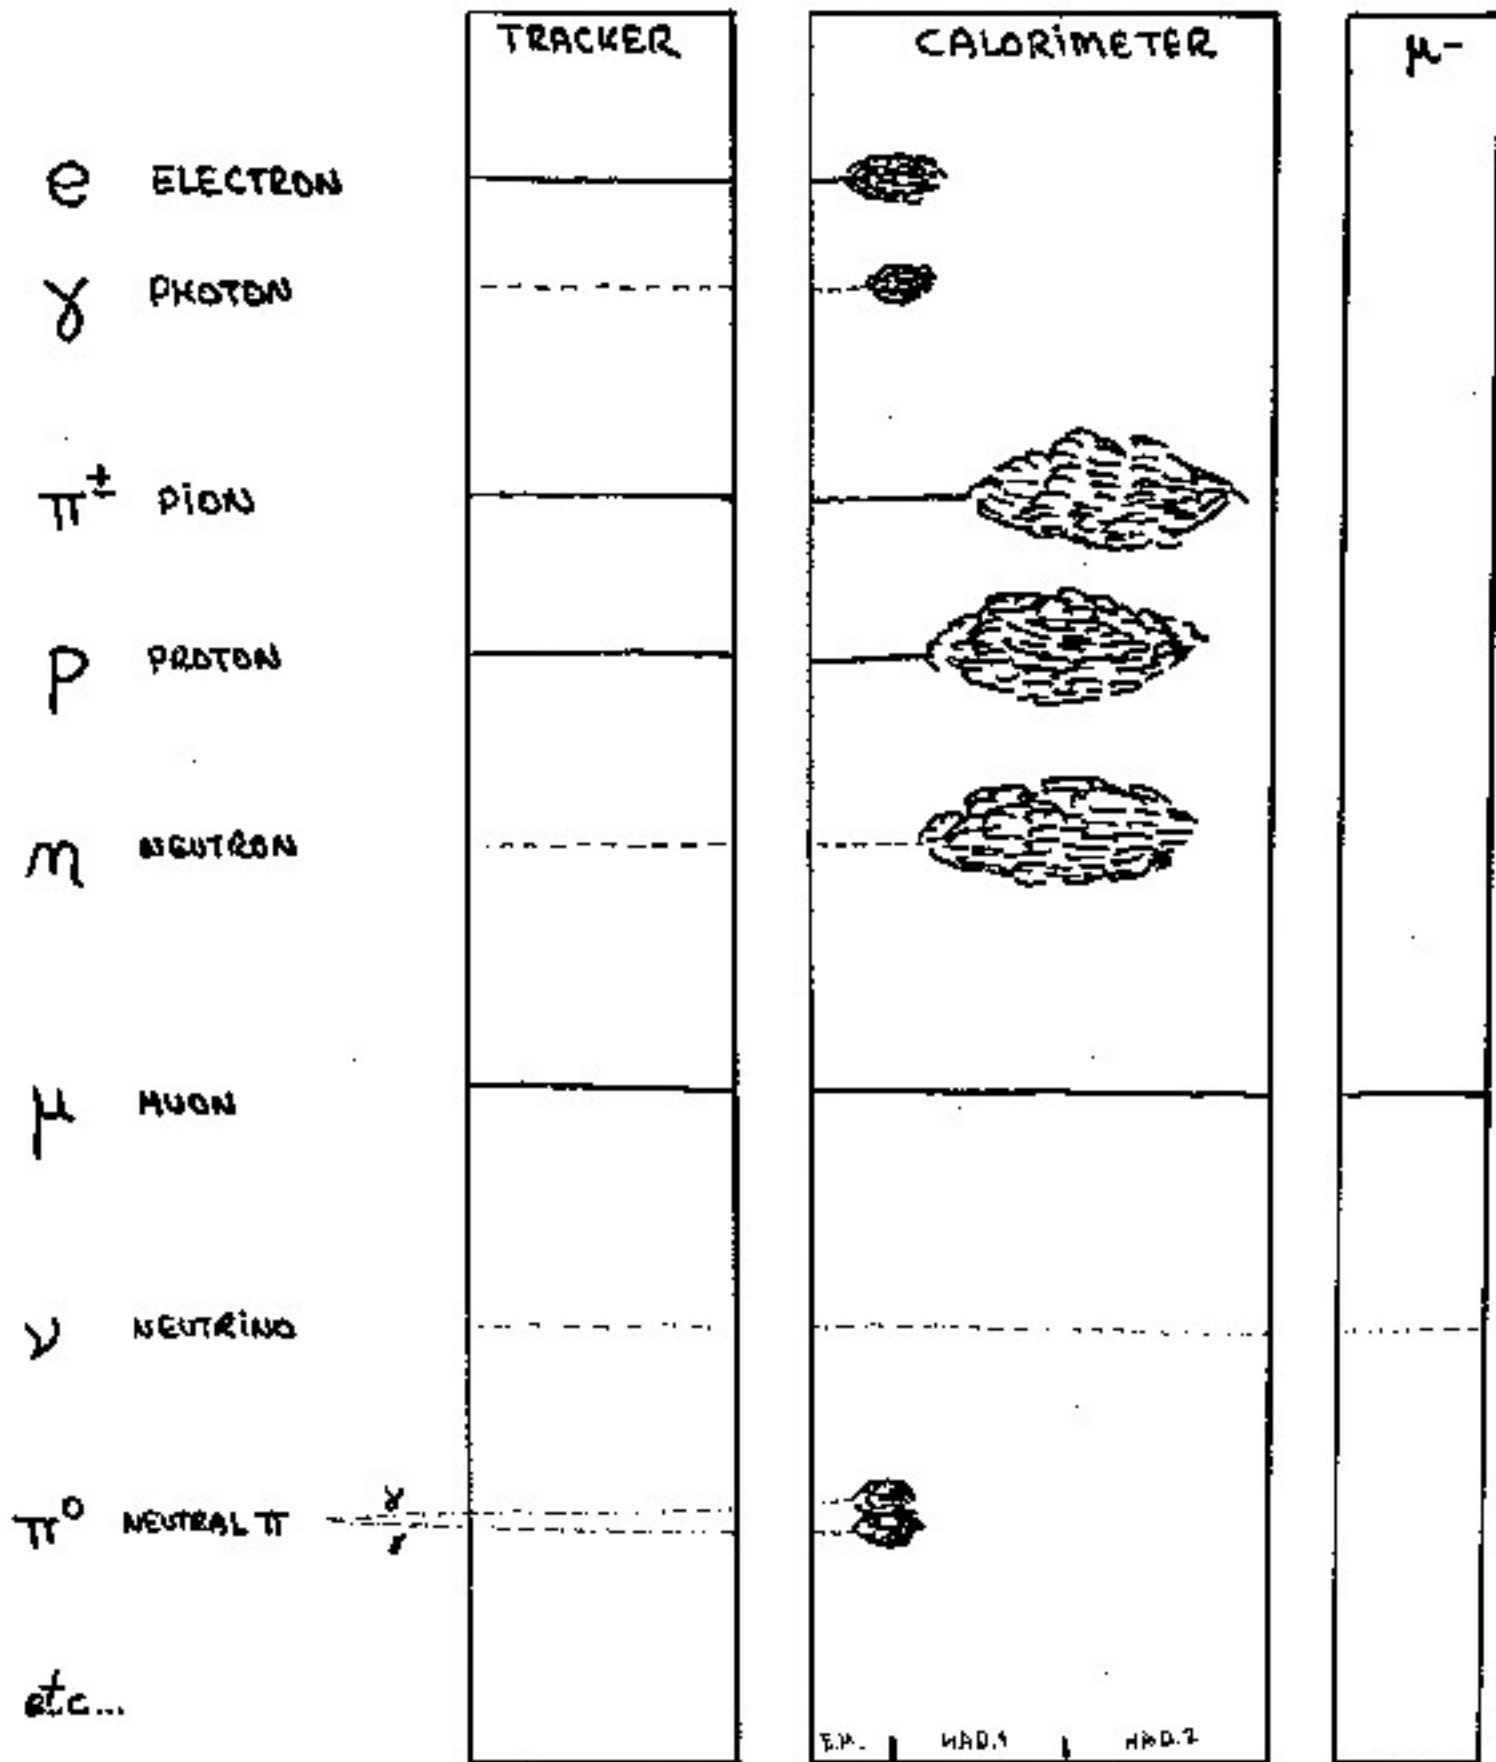 TRACKER CALORIMETER μ-
e ELECTRON
γ PHOTON
π± PION
p PROTON
n NEUTRON
μ MUON
ν NEUTRINO
γ
π⁰ NEUTRAL π
γ
etc...
E.M. HAD.1 HAD.2